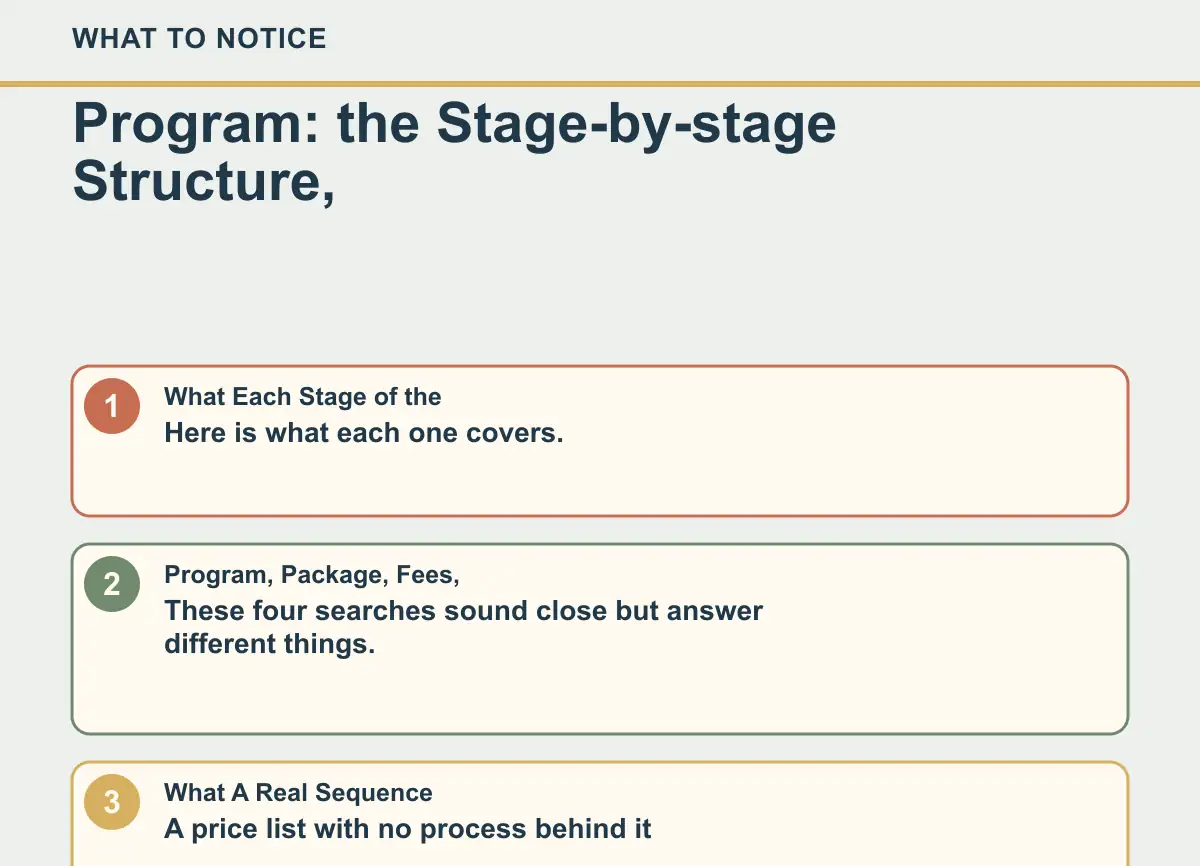 WHAT TO NOTICE
Program: the Stage-by-stage
Structure,
1
What Each Stage of the
Here is what each one covers.
2
Program, Package, Fees,
These four searches sound close but answer
different things.
3
What A Real Sequence
A price list with no process behind it